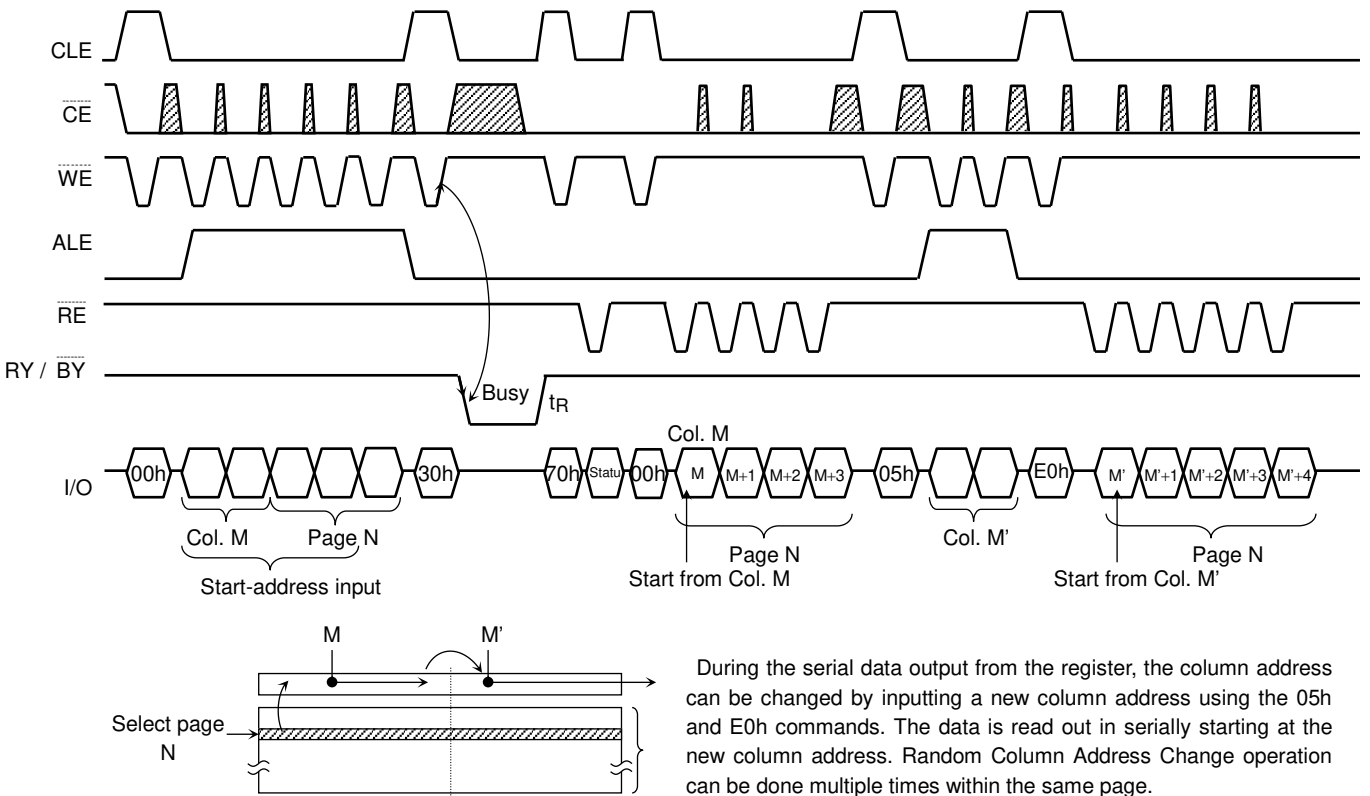 CLE
CE
WE
ALE
RE
RY / BY
Busy
tR
Col. M
I/O
00h
30h
70h
Statu
00h
M
M+1
M+2
M+3
05h
E0h
M'
M'+1
M'+2
M'+3
M'+4
Col. M
Page N
Start-address input
Page N
Start from Col. M
Col. M'
Page N
Start from Col. M'
M
M'
Select page
N
During the serial data output from the register, the column address
can be changed by inputting a new column address using the 05h
and E0h commands. The data is read out in serially starting at the
new column address. Random Column Address Change operation
can be done multiple times within the same page.